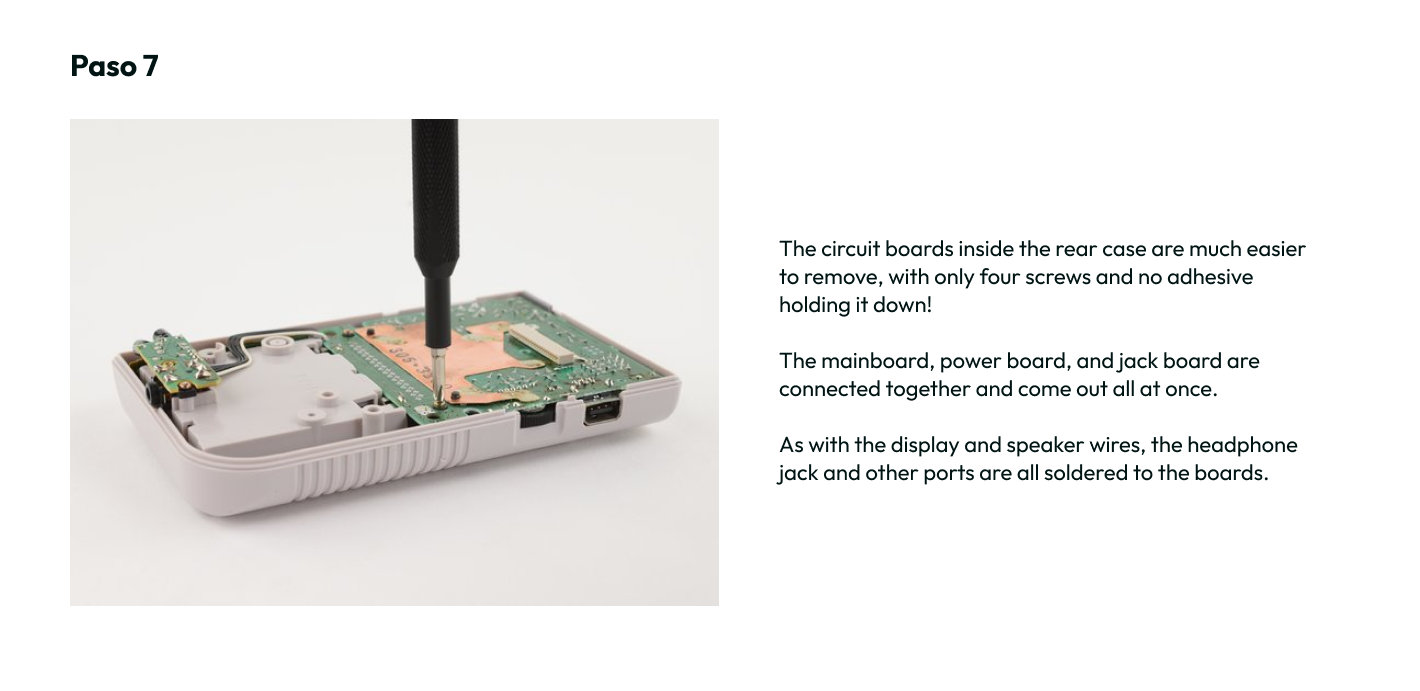 Paso 7
The circuit boards inside the rear case are much easier
to remove, with only four screws and no adhesive
holding it down!
The mainboard, power board, and jack board are
connected together and come out all at once.
As with the display and speaker wires, the headphone
jack and other ports are all soldered to the boards.